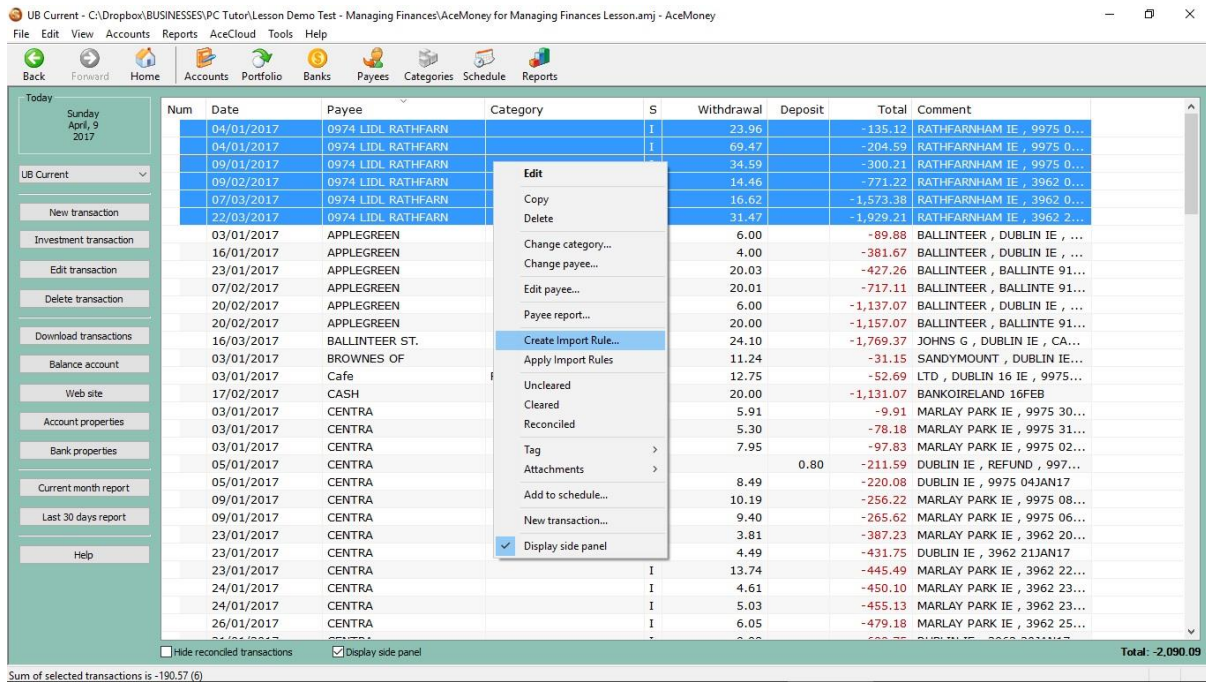 UB Current - C:\Dropbox\BUSINESSES\PC Tutor\Lesson Demo Test - Managing Finances\AceMoney for Managing Finances Lesson.amj - AceMoney
File Edit View Accounts Reports AceCloud Tools Help
Back Forward Home Accounts Portfolio Banks Payees Categories Schedule Reports
Today
Sunday
April, 9
2017
UB Current
New transaction
Investment transaction
Edit transaction
Delete transaction
Download transactions
Balance account
Web site
Account properties
Bank properties
Current month report
Last 30 days report
Help
Num Date Payee Category S Withdrawal Deposit Total Comment
04/01/2017 0974 LIDL RATHFARN I 23.96 -135.12 RATHFARNHAM IE , 9975 0...
04/01/2017 0974 LIDL RATHFARN I 69.47 -204.59 RATHFARNHAM IE , 9975 0...
09/01/2017 0974 LIDL RATHFARN 34.59 -300.21 RATHFARNHAM IE , 9975 0...
09/02/2017 0974 LIDL RATHFARN 14.46 -771.22 RATHFARNHAM IE , 3962 0...
07/03/2017 0974 LIDL RATHFARN 16.62 -1,573.38 RATHFARNHAM IE , 3962 0...
22/03/2017 0974 LIDL RATHFARN 31.47 -1,929.21 RATHFARNHAM IE , 3962 2...
03/01/2017 APPLEGREEN 6.00 -89.88 BALLINTEER , DUBLIN IE , ...
16/01/2017 APPLEGREEN 4.00 -381.67 BALLINTEER , DUBLIN IE , ...
23/01/2017 APPLEGREEN 20.03 -427.26 BALLINTEER , BALLINTE 91...
07/02/2017 APPLEGREEN 20.01 -717.11 BALLINTEER , BALLINTE 91...
20/02/2017 APPLEGREEN 6.00 -1,137.07 BALLINTEER , DUBLIN IE , ...
20/02/2017 APPLEGREEN 20.00 -1,157.07 BALLINTEER , BALLINTE 91...
16/03/2017 BALLINTEER ST. 24.10 -1,769.37 JOHNS G , DUBLIN IE , CA...
03/01/2017 BROWNES OF 11.24 -31.15 SANDYMOUNT , DUBLIN IE...
03/01/2017 Cafe 12.75 -52.69 LTD , DUBLIN 16 IE , 9975...
17/02/2017 CASH 20.00 -1,131.07 BANKOIRELAND 16FEB
03/01/2017 CENTRA 5.91 -9.91 MARLAY PARK IE , 9975 30...
03/01/2017 CENTRA 5.30 -78.18 MARLAY PARK IE , 9975 31...
03/01/2017 CENTRA 7.95 -97.83 MARLAY PARK IE , 9975 02...
05/01/2017 CENTRA 0.80 -211.59 DUBLIN IE , REFUND , 997...
05/01/2017 CENTRA 8.49 -220.08 DUBLIN IE , 9975 04JAN17
09/01/2017 CENTRA 10.19 -256.22 MARLAY PARK IE , 9975 08...
09/01/2017 CENTRA 9.40 -265.62 MARLAY PARK IE , 9975 06...
23/01/2017 CENTRA 3.81 -387.23 MARLAY PARK IE , 3962 20...
23/01/2017 CENTRA 4.49 -431.75 DUBLIN IE , 3962 21JAN17
23/01/2017 CENTRA I 13.74 -445.49 MARLAY PARK IE , 3962 22...
24/01/2017 CENTRA I 4.61 -450.10 MARLAY PARK IE , 3962 23...
24/01/2017 CENTRA I 5.03 -455.13 MARLAY PARK IE , 3962 23...
26/01/2017 CENTRA I 6.05 -479.18 MARLAY PARK IE , 3962 25...
Edit
Copy
Delete
Change category...
Change payee...
Edit payee...
Payee report...
Create Import Rule...
Apply Import Rules
Uncleared
Cleared
Reconciled
Tag
Attachments
Add to schedule...
New transaction...
Display side panel
Hide reconciled transactions Display side panel Total: -2,090.09
Sum of selected transactions is -190.57 (6)